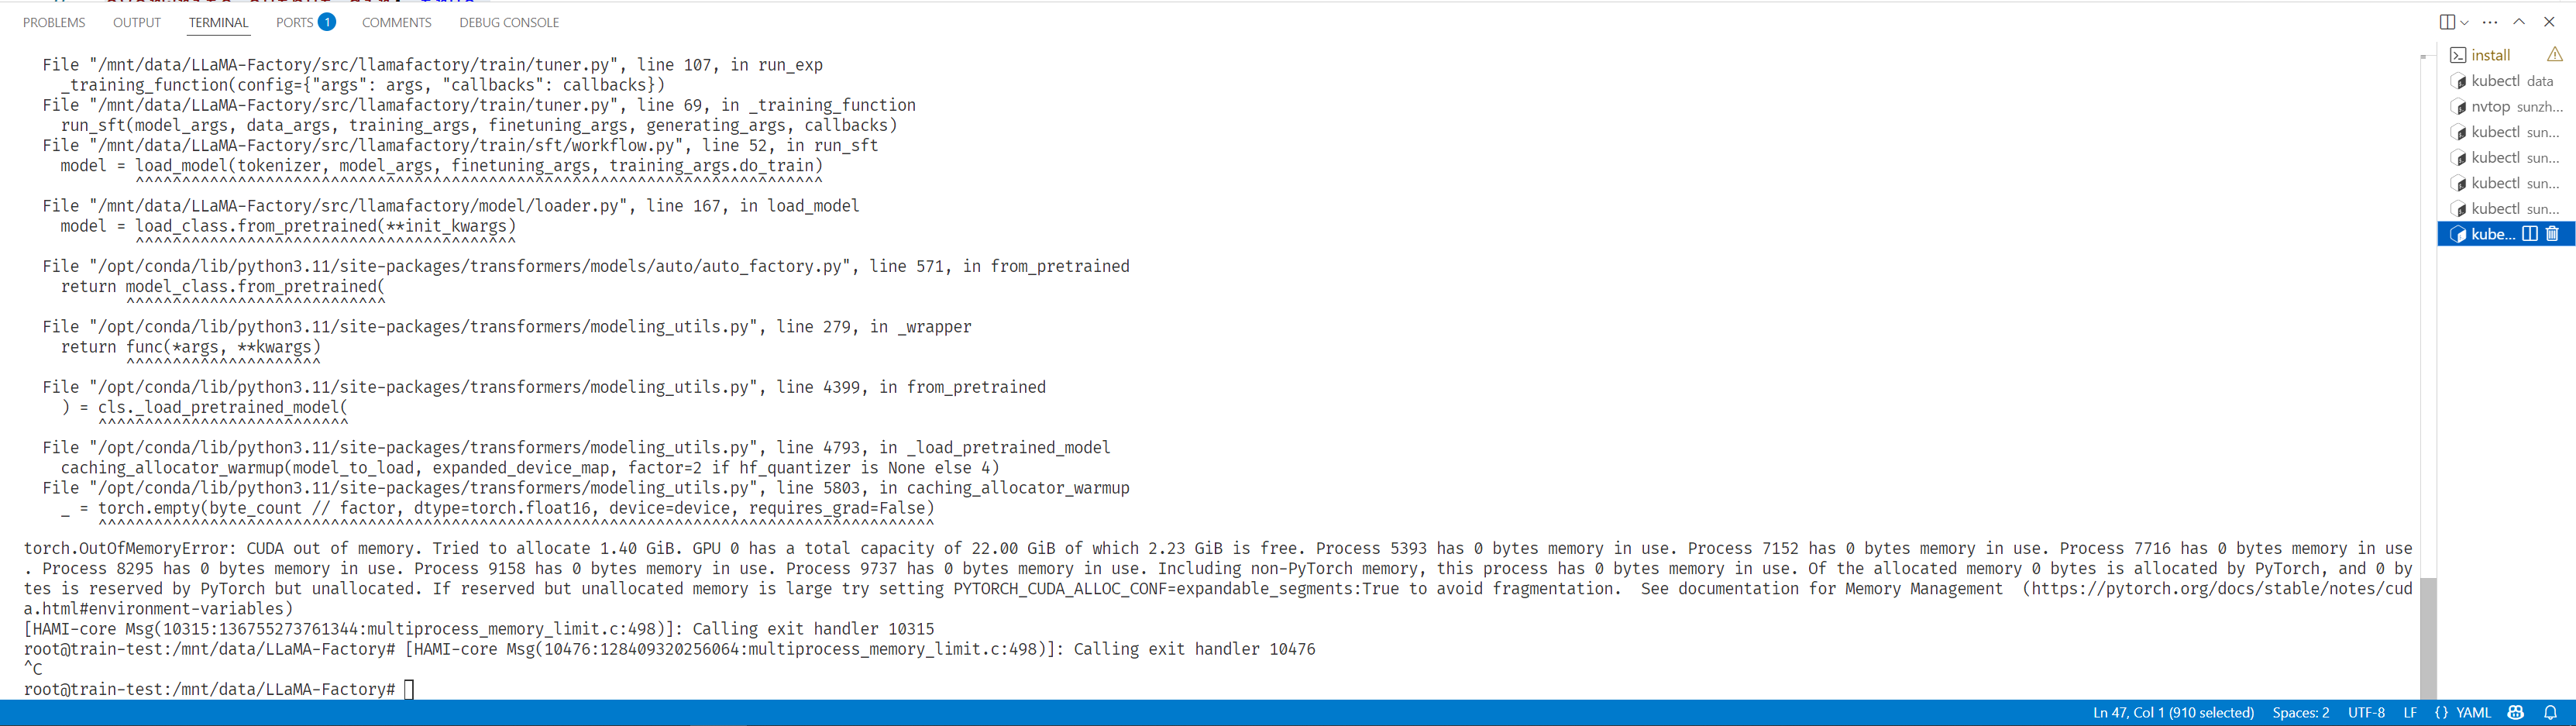 PROBLEMS OUTPUT TERMINAL PORTS 1 COMMENTS DEBUG CONSOLE
File "/mnt/data/LLaMA-Factory/src/llamafactory/train/tuner.py", line 107, in run_exp
_training_function(config={"args": args, "callbacks": callbacks})
File "/mnt/data/LLaMA-Factory/src/llamafactory/train/tuner.py", line 69, in _training_function
run_sft(model_args, data_args, training_args, finetuning_args, generating_args, callbacks)
File "/mnt/data/LLaMA-Factory/src/llamafactory/train/sft/workflow.py", line 52, in run_sft
model = load_model(tokenizer, model_args, finetuning_args, training_args.do_train)
^^^^^^^^^^^^^^^^^^^^^^^^^^^^^^^^^^^^^^^^^^^^^^^^^^^^^^^^^^^^^^^^^^^^^^^^^^
File "/mnt/data/LLaMA-Factory/src/llamafactory/model/loader.py", line 167, in load_model
model = load_class.from_pretrained(**init_kwargs)
^^^^^^^^^^^^^^^^^^^^^^^^^^^^^^^^^^^^^^^^^
File "/opt/conda/lib/python3.11/site-packages/transformers/models/auto/auto_factory.py", line 571, in from_pretrained
return model_class.from_pretrained(
^^^^^^^^^^^^^^^^^^^^^^^^^^^^
File "/opt/conda/lib/python3.11/site-packages/transformers/modeling_utils.py", line 279, in _wrapper
return func(*args, **kwargs)
^^^^^^^^^^^^^^^^^^^^^
File "/opt/conda/lib/python3.11/site-packages/transformers/modeling_utils.py", line 4399, in from_pretrained
) = cls._load_pretrained_model(
^^^^^^^^^^^^^^^^^^^^^^^^^^^
File "/opt/conda/lib/python3.11/site-packages/transformers/modeling_utils.py", line 4793, in _load_pretrained_model
caching_allocator_warmup(model_to_load, expanded_device_map, factor=2 if hf_quantizer is None else 4)
File "/opt/conda/lib/python3.11/site-packages/transformers/modeling_utils.py", line 5803, in caching_allocator_warmup
_ = torch.empty(byte_count // factor, dtype=torch.float16, device=device, requires_grad=False)
^^^^^^^^^^^^^^^^^^^^^^^^^^^^^^^^^^^^^^^^^^^^^^^^^^^^^^^^^^^^^^^^^^^^^^^^^^^^^^^^^^^^^^^^^^
torch.OutOfMemoryError: CUDA out of memory. Tried to allocate 1.40 GiB. GPU 0 has a total capacity of 22.00 GiB of which 2.23 GiB is free. Process 5393 has 0 bytes memory in use. Process 7152 has 0 bytes memory in use. Process 7716 has 0 bytes memory in use
. Process 8295 has 0 bytes memory in use. Process 9158 has 0 bytes memory in use. Process 9737 has 0 bytes memory in use. Including non-PyTorch memory, this process has 0 bytes memory in use. Of the allocated memory 0 bytes is allocated by PyTorch, and 0 by
tes is reserved by PyTorch but unallocated. If reserved but unallocated memory is large try setting PYTORCH_CUDA_ALLOC_CONF=expandable_segments:True to avoid fragmentation.  See documentation for Memory Management  (https://pytorch.org/docs/stable/notes/cud
a.html#environment-variables)
[HAMI-core Msg(10315:136755273761344:multiprocess_memory_limit.c:498)]: Calling exit handler 10315
root@train-test:/mnt/data/LLaMA-Factory# [HAMI-core Msg(10476:128409320256064:multiprocess_memory_limit.c:498)]: Calling exit handler 10476
^C
root@train-test:/mnt/data/LLaMA-Factory#
install
kubectl data
nvtop sunzh...
kubectl sun...
kubectl sun...
kubectl sun...
kubectl sun...
kube...
Ln 47, Col 1 (910 selected) Spaces: 2 UTF-8 LF {} YAML